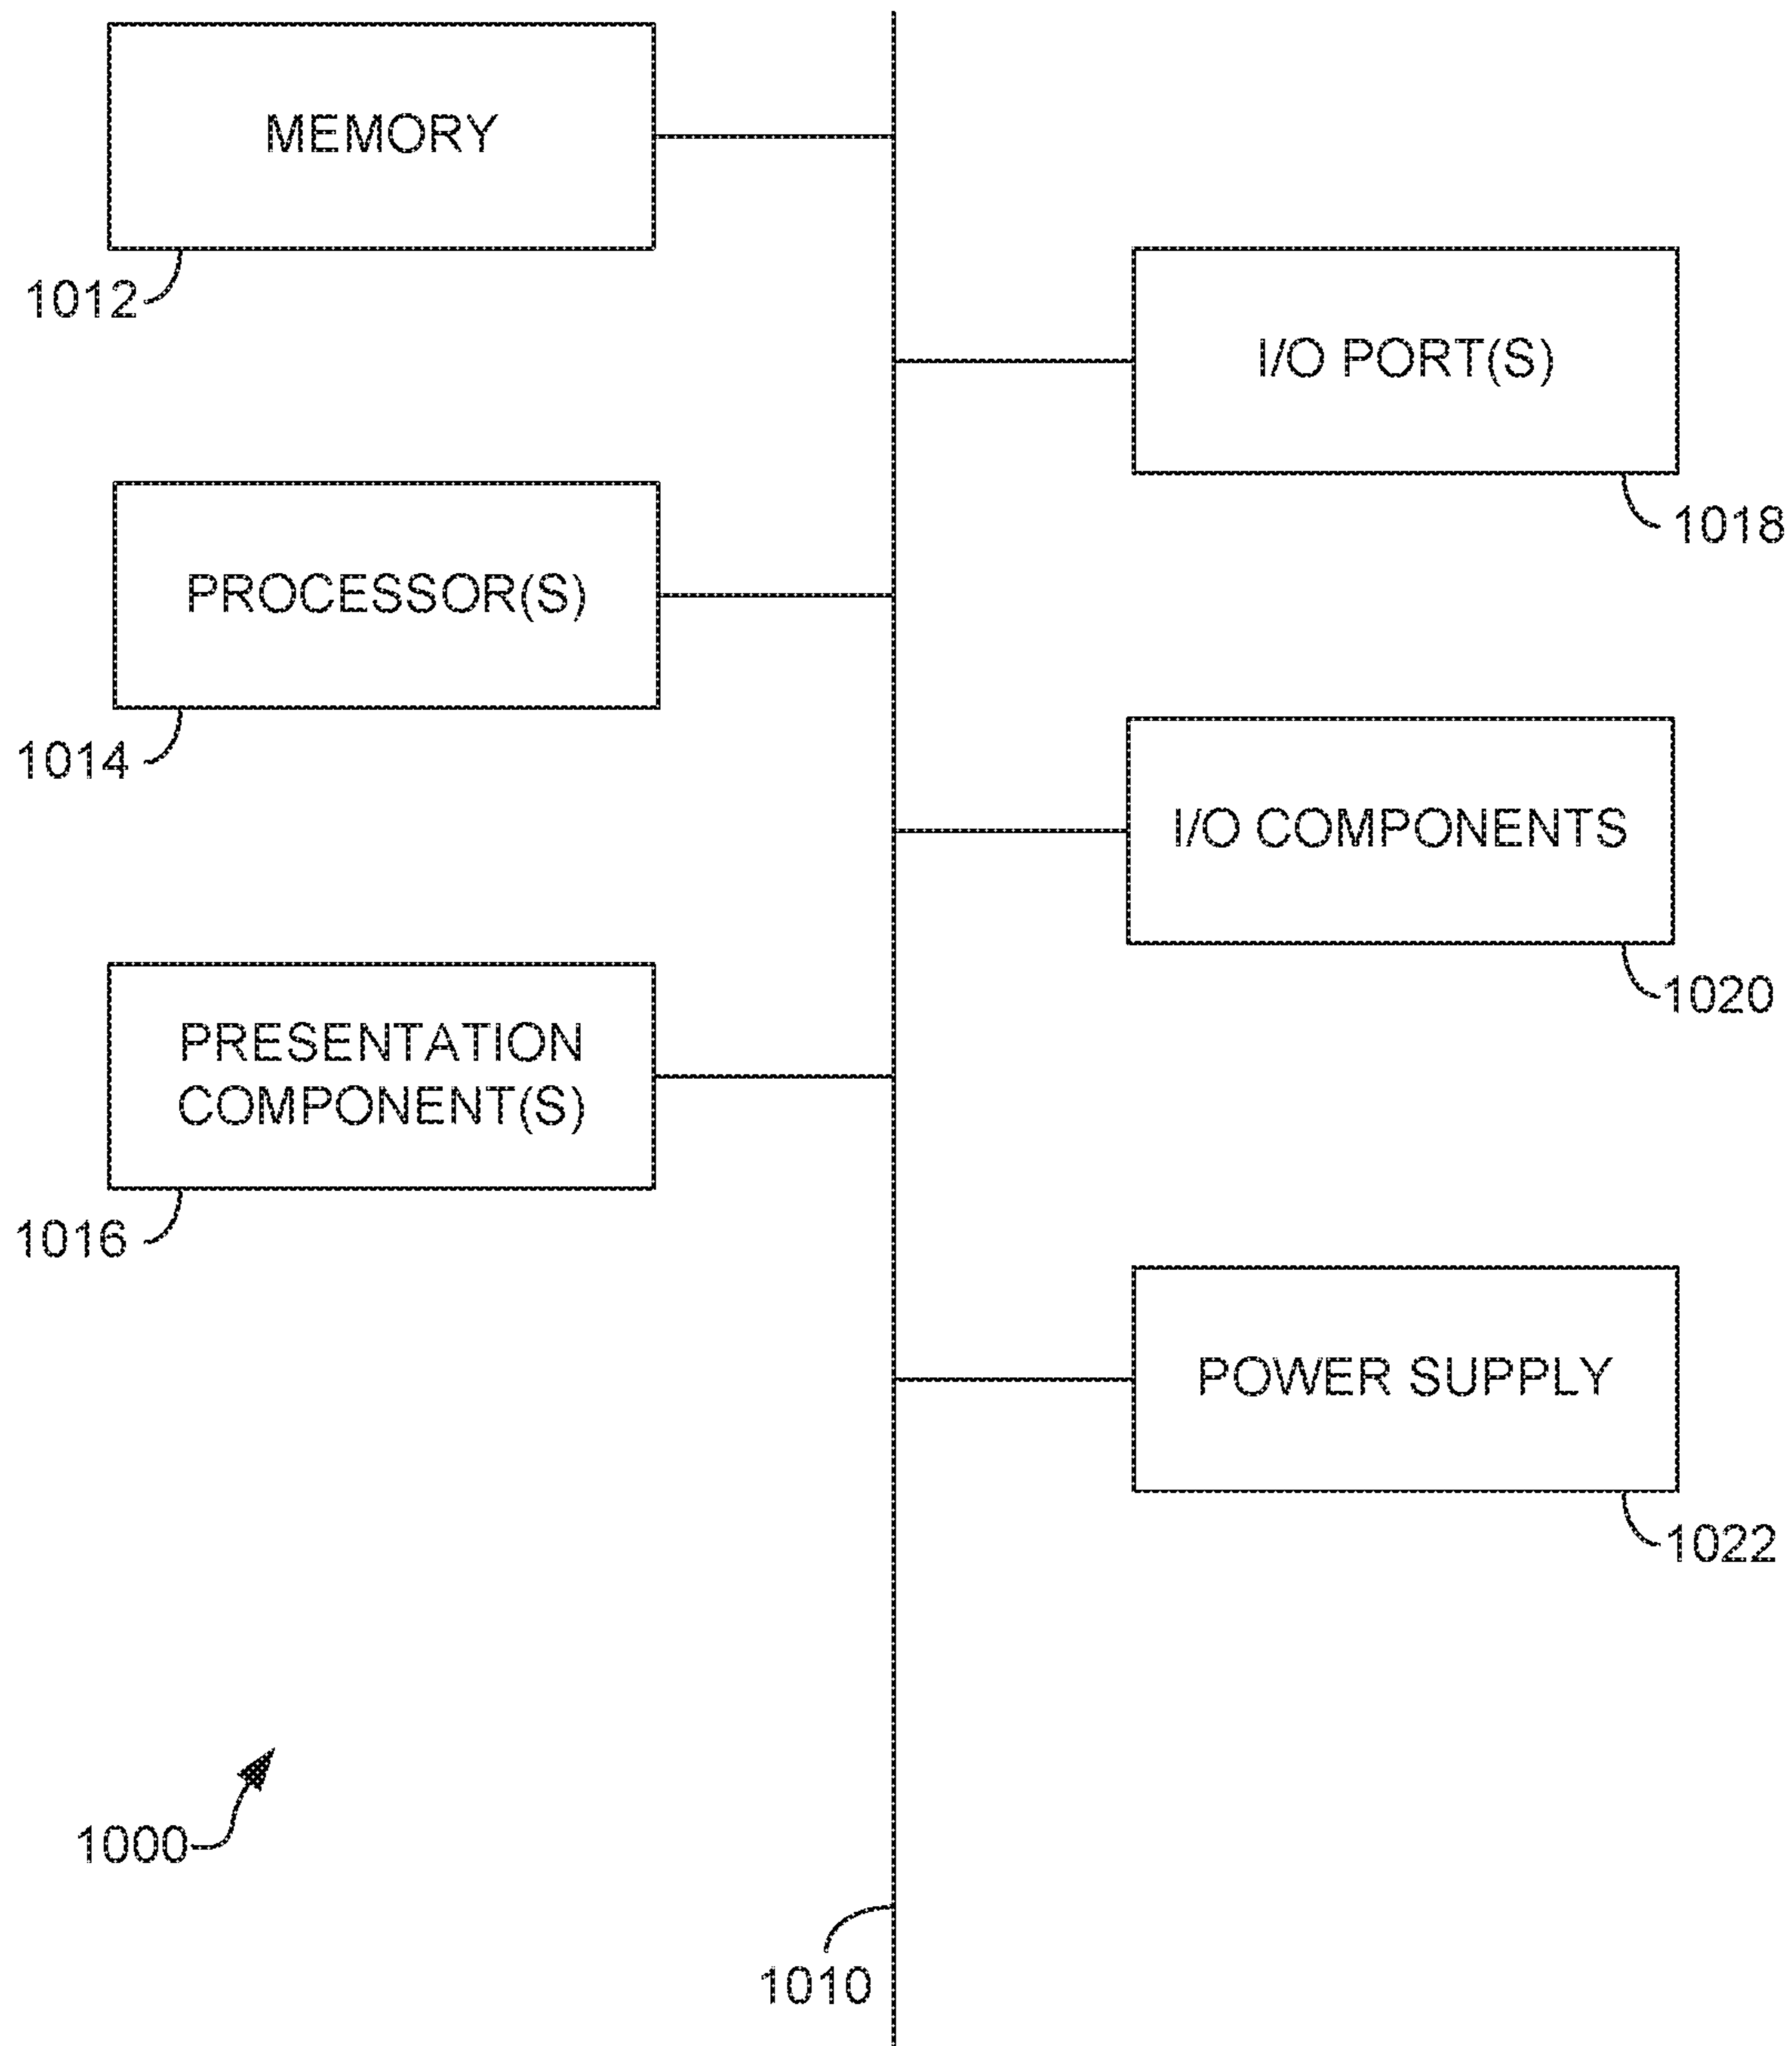 MEMORY
1012
I/O PORT(S)
1018
PROCESSOR(S)
1014
I/O COMPONENTS
1020
PRESENTATION
COMPONENT(S)
1016
POWER SUPPLY
1022
1000
1010